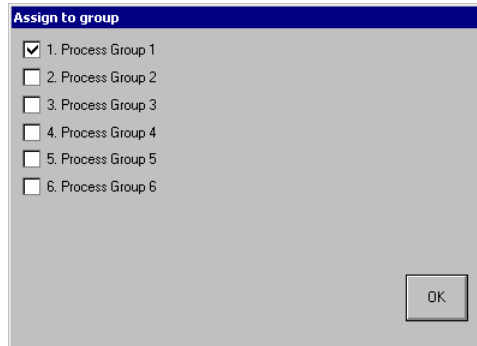 Assign to group
1. Process Group 1
2. Process Group 2
3. Process Group 3
4. Process Group 4
5. Process Group 5
6. Process Group 6
OK